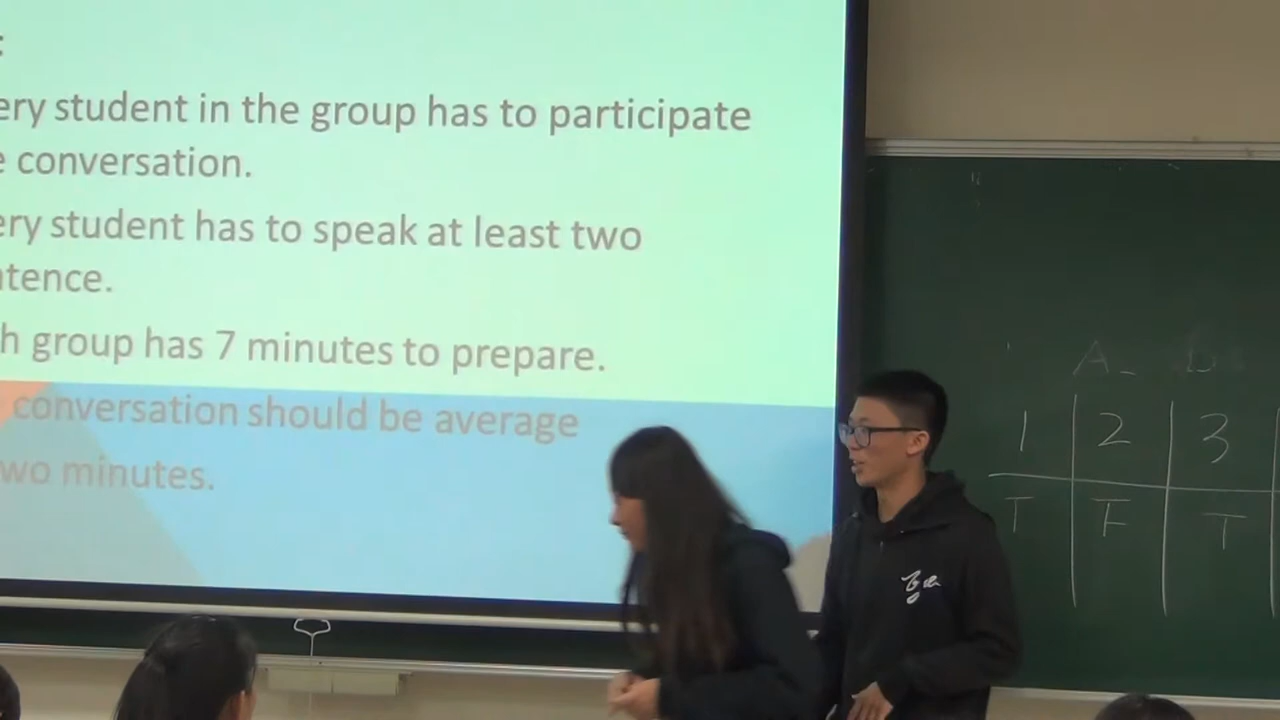 :
ery student in the group has to participate
e conversation.
ery student has to speak at least two
tence.
h group has 7 minutes to prepare.
conversation should be average
wo minutes.
A
1 2 3
T F T